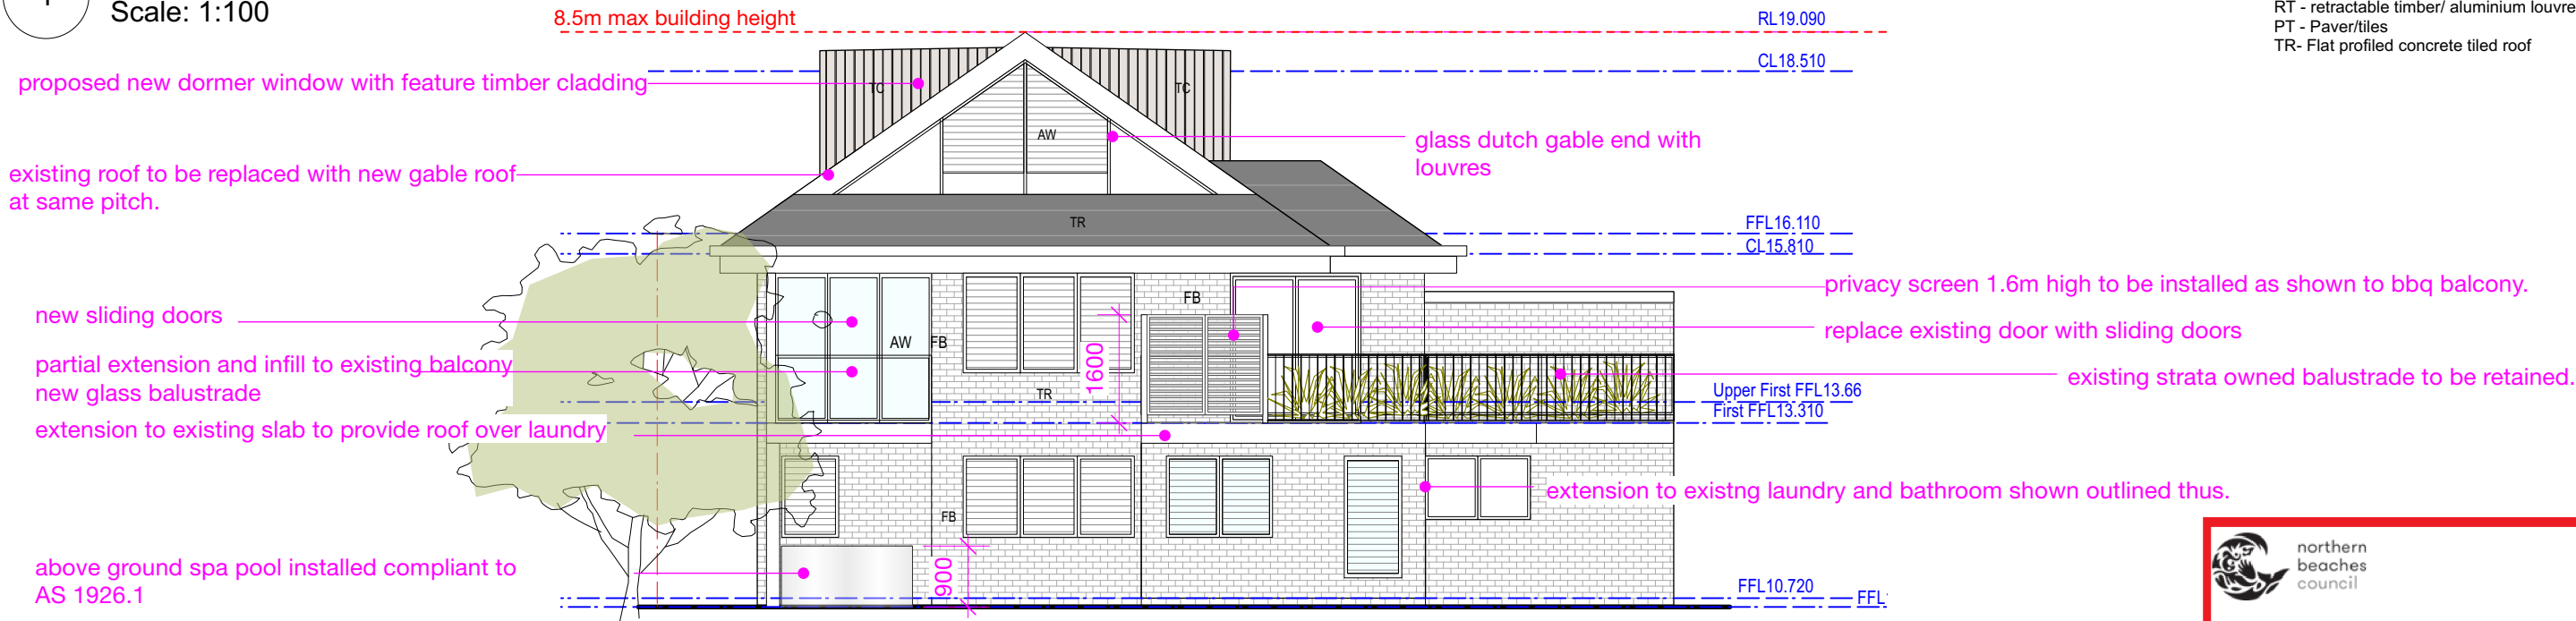 Scale: 1:100
8.5m max building height
RL19.090
RT - retractable timber/ aluminium louvre
PT - Paver/tiles
TR- Flat profiled concrete tiled roof
CL18.510
proposed new dormer window with feature timber cladding
TC
TC
AW
glass dutch gable end with
louvres
existing roof to be replaced with new gable roof
at same pitch.
TR
FFL16.110
CL15.810
privacy screen 1.6m high to be installed as shown to bbq balcony.
FB
new sliding doors
replace existing door with sliding doors
AW
FB
partial extension and infill to existing balcony
new glass balustrade
1600
existing strata owned balustrade to be retained.
TR
Upper First FFL13.66
First FFL13.310
extension to existing slab to provide roof over laundry
extension to existng laundry and bathroom shown outlined thus.
FB
above ground spa pool installed compliant to
AS 1926.1
900
FFL10.720
FFL
northern
beaches
council